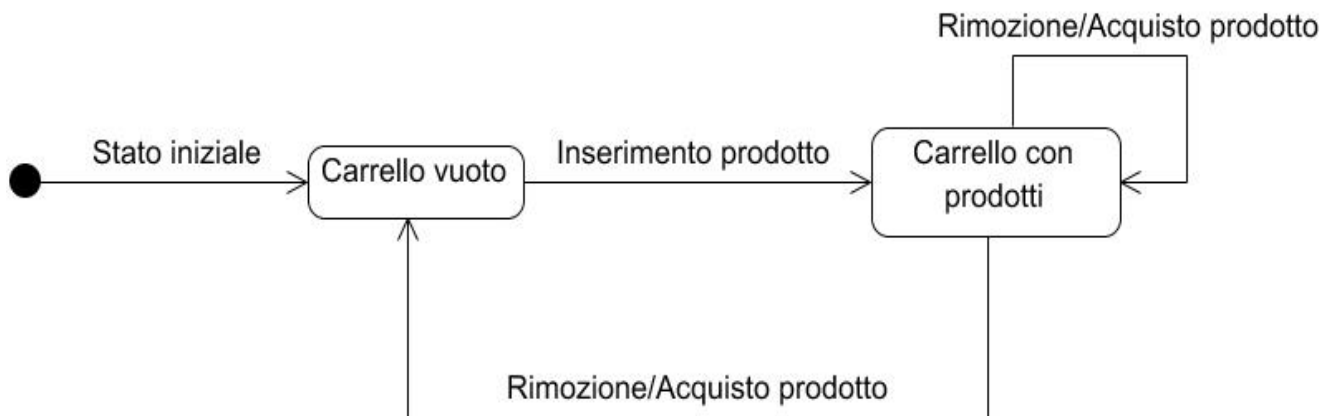 Rimozione/Acquisto prodotto
Stato iniziale
Carrello vuoto
Inserimento prodotto
Carrello con
prodotti
Rimozione/Acquisto prodotto